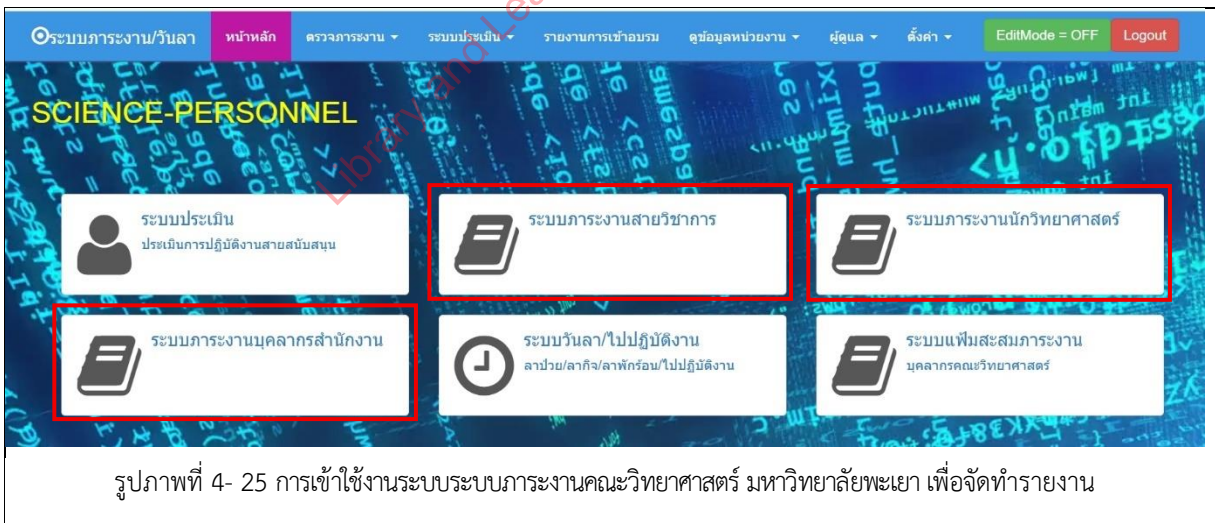 ระบบภาระงาน/วันลา หน้าหลัก ตรวจภาระงาน ระบบประเมิน รายงานการเข้าอบรม ดูข้อมูลหน่วยงาน ผู้ดูแล ตั้งค่า EditMode = OFF Logout
SCIENCE-PERSONNEL
Library and Lea
ระบบประเมิน
ประเมินการปฏิบัติงานสายสนับสนุน
ระบบภาระงานสายวิชาการ
ระบบภาระงานนักวิทยาศาสตร์
ระบบภาระงานบุคลากรสำนักงาน
ระบบวันลา/ไปปฏิบัติงาน
ลาป่วย/ลากิจ/ลาพักร้อน/ไปปฏิบัติงาน
ระบบแฟ้มสะสมภาระงาน
บุคลากรคณะวิทยาศาสตร์
รูปภาพที่ 4- 25 การเข้าใช้งานระบบระบบภาระงานคณะวิทยาศาสตร์ มหาวิทยาลัยพะเยา เพื่อจัดทำรายงาน